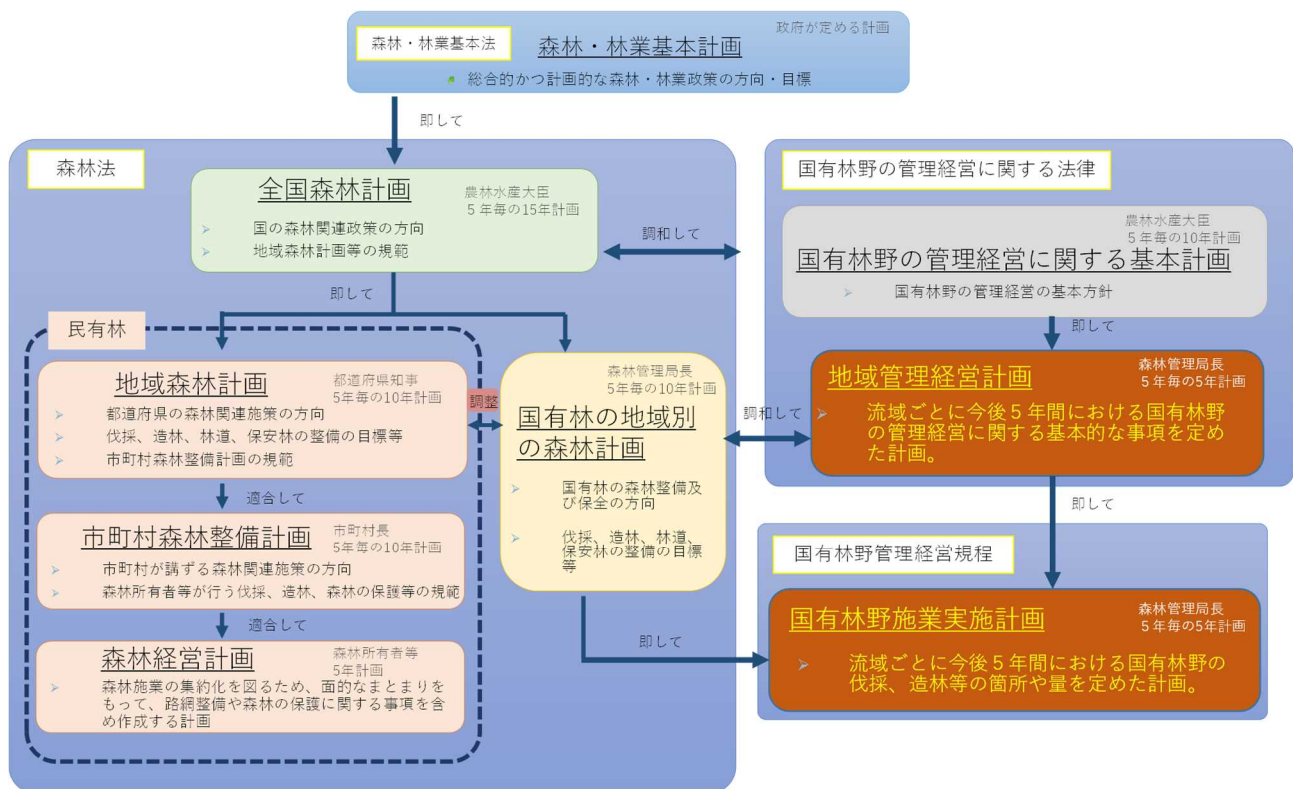 政府が定める計画
森林・林業基本法
森林・林業基本計画
総合的かつ計画的な森林・林業政策の方向・目標
即して
森林法
全国森林計画
農林水産大臣
5年毎の15年計画
国の森林関連政策の方向
地域森林計画等の規範
調和して
即して
民有林
地域森林計画
都道府県知事
5年毎の10年計画
都道府県の森林関連施策の方向
伐採、造林、林道、保安林の整備の目標等
市町村森林整備計画の規範
調整
適合して
市町村森林整備計画
市町村長
5年毎の10年計画
市町村が講ずる森林関連施策の方向
森林所有者等が行う伐採、造林、森林の保護等の規範
適合して
森林経営計画
森林所有者等
5年計画
森林施業の集約化を図るため、面的なまとまりを
もって、路網整備や森林の保護に関する事項を含
め作成する計画
森林管理局長
5年毎の10年計画
国有林の地域別
の森林計画
国有林の森林整備及
び保全の方向
伐採、造林、林道、
保安林の整備の目標
等
調和して
即して
国有林野の管理経営に関する法律
農林水産大臣
5年毎の10年計画
国有林野の管理経営に関する基本計画
国有林野の管理経営の基本方針
即して
地域管理経営計画
森林管理局長
5年毎の5年計画
流域ごとに今後5年間における国有林野
の管理経営に関する基本的な事項を定め
た計画。
即して
国有林野管理経営規程
国有林野施業実施計画
森林管理局長
5年毎の5年計画
流域ごとに今後5年間における国有林野の
伐採、造林等の箇所や量を定めた計画。